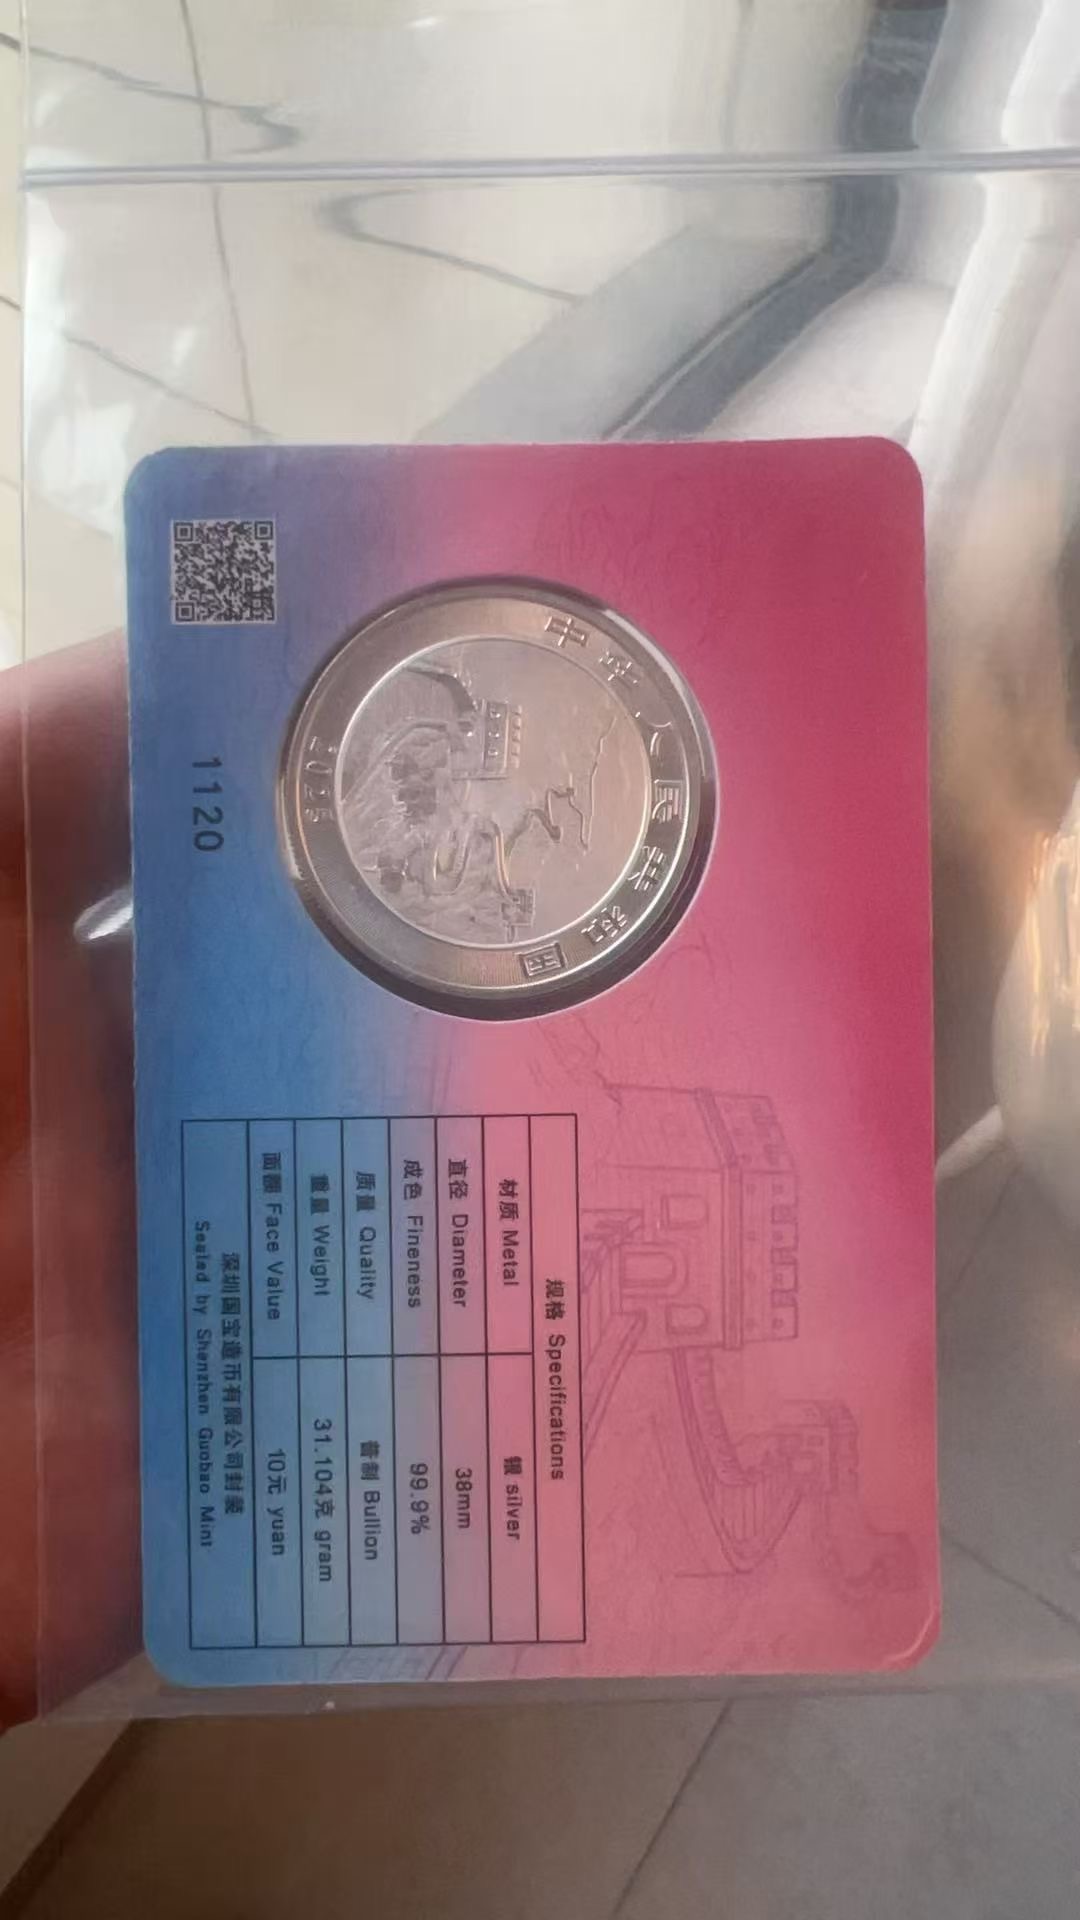 中华人民共和国
2025
1120
规格 Specifications
材质 Metal 银 silver
直径 Diameter 38mm
成色 Fineness 99.9%
质量 Quality 普制 Bullion
重量 Weight 31.104克 gram
面额 Face Value 10元 yuan
深圳国宝造币有限公司封装
Sealed by Shenzhen Guobao Mint